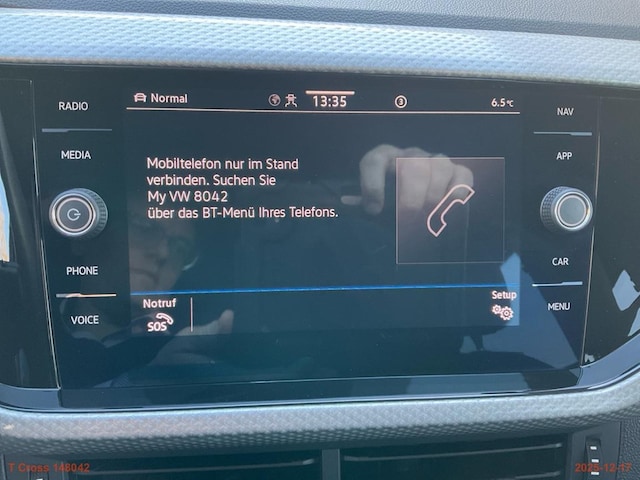 RADIO
MEDIA
PHONE
VOICE
Normal
13:35
3
6.5°C
Mobiltelefon nur im Stand
verbinden. Suchen Sie
My VW 8042
über das BT-Menü Ihres Telefons.
Notruf
SOS
Setup
NAV
APP
CAR
MENU
T Cross 148042
2025-12-17